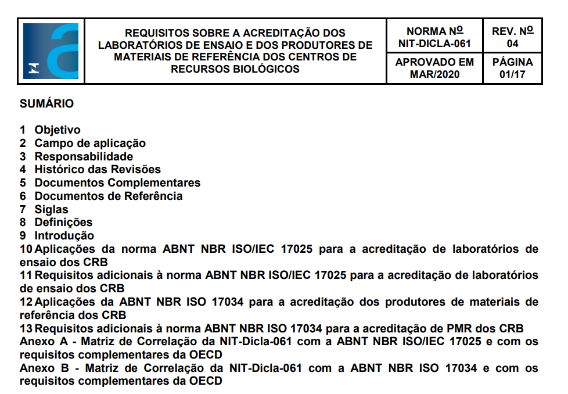 REQUISITOS SOBRE A ACREDITAÇÃO DOS
LABORATÓRIOS DE ENSAIO E DOS PRODUTORES DE
MATERIAIS DE REFERÊNCIA DOS CENTROS DE
RECURSOS BIOLÓGICOS
NORMA Nº
NIT-DICLA-061
REV. Nº
04
APROVADO EM
MAR/2020
PÁGINA
01/17
SUMÁRIO
1 Objetivo
2 Campo de aplicação
3 Responsabilidade
4 Histórico das Revisões
5 Documentos Complementares
6 Documentos de Referência
7 Siglas
8 Definições
9 Introdução
10 Aplicações da norma ABNT NBR ISO/IEC 17025 para a acreditação de laboratórios de
ensaio dos CRB
11 Requisitos adicionais à norma ABNT NBR ISO/IEC 17025 para a acreditação de laboratórios
de ensaio dos CRB
12 Aplicações da ABNT NBR ISO 17034 para a acreditação dos produtores de materiais de
referência dos CRB
13 Requisitos adicionais à norma ABNT NBR ISO 17034 para a acreditação de PMR dos CRB
Anexo A - Matriz de Correlação da NIT-Dicla-061 com a ABNT NBR ISO/IEC 17025 e com os
requisitos complementares da OECD
Anexo B - Matriz de Correlação da NIT-Dicla-061 com a ABNT NBR ISO 17034 e com os
requisitos complementares da OECD